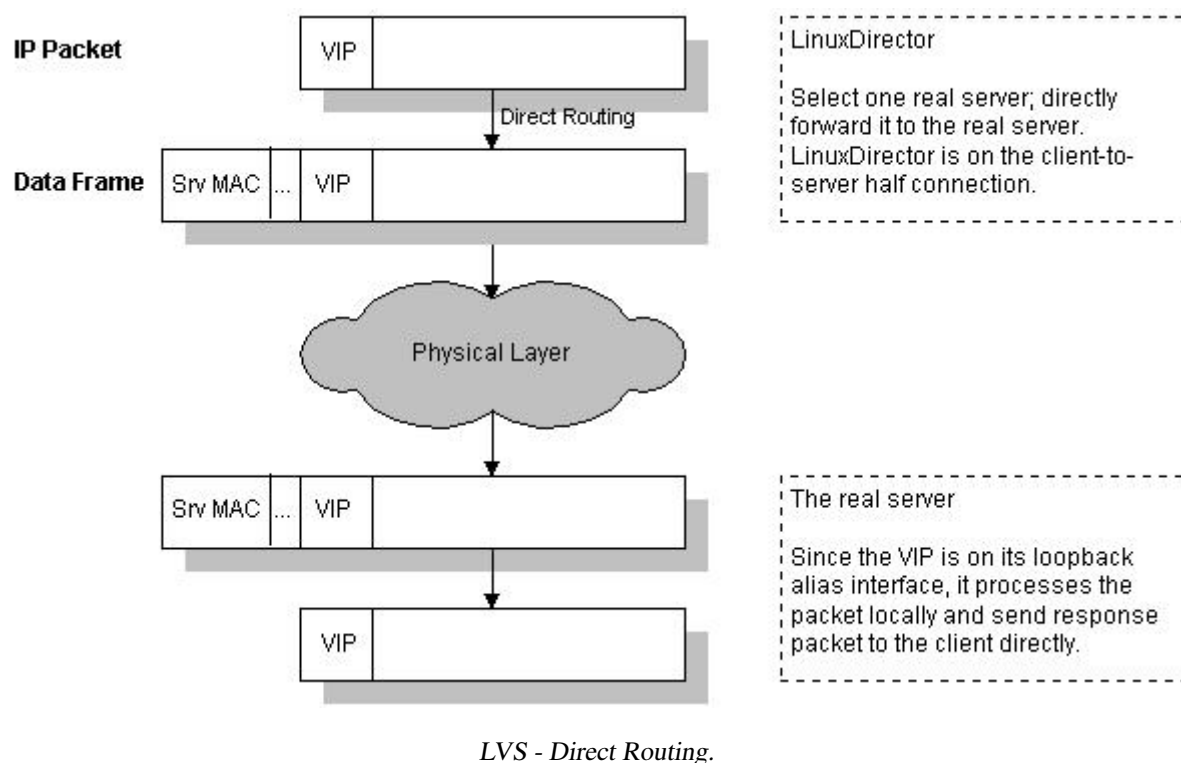 IP Packet
VIP
LinuxDirector
Select one real server; directly
forward it to the real server.
LinuxDirector is on the client-to-
server half connection.
Direct Routing
Data Frame
Srv MAC ... VIP
Physical Layer
Srv MAC ... VIP
The real server
Since the VIP is on its loopback
alias interface, it processes the
packet locally and send response
packet to the client directly.
VIP
LVS - Direct Routing.